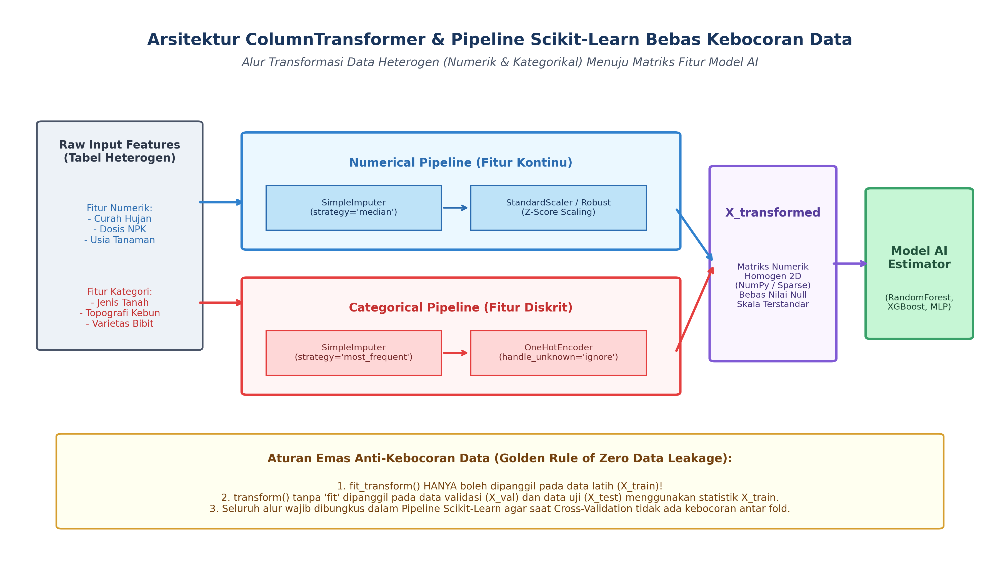 Arsitektur ColumnTransformer & Pipeline Scikit-Learn Bebas Kebocoran Data
Alur Transformasi Data Heterogen (Numerik & Kategorikal) Menuju Matriks Fitur Model AI
Raw Input Features
(Tabel Heterogen)
Fitur Numerik:
- Curah Hujan
- Dosis NPK
- Usia Tanaman
Fitur Kategori:
- Jenis Tanah
- Topografi Kebun
- Varietas Bibit
Numerical Pipeline (Fitur Kontinu)
SimpleImputer
(strategy='median')
StandardScaler / Robust
(Z-Score Scaling)
Categorical Pipeline (Fitur Diskrit)
SimpleImputer
(strategy='most_frequent')
OneHotEncoder
(handle_unknown='ignore')
X_transformed
Matriks Numerik
Homogen 2D
(NumPy / Sparse)
Bebas Nilai Null
Skala Terstandar
Model AI
Estimator
(RandomForest,
XGBoost, MLP)
Aturan Emas Anti-Kebocoran Data (Golden Rule of Zero Data Leakage):
1. fit_transform() HANYA boleh dipanggil pada data latih (X_train)!
2. transform() tanpa 'fit' dipanggil pada data validasi (X_val) dan data uji (X_test) menggunakan statistik X_train.
3. Seluruh alur wajib dibungkus dalam Pipeline Scikit-Learn agar saat Cross-Validation tidak ada kebocoran antar fold.